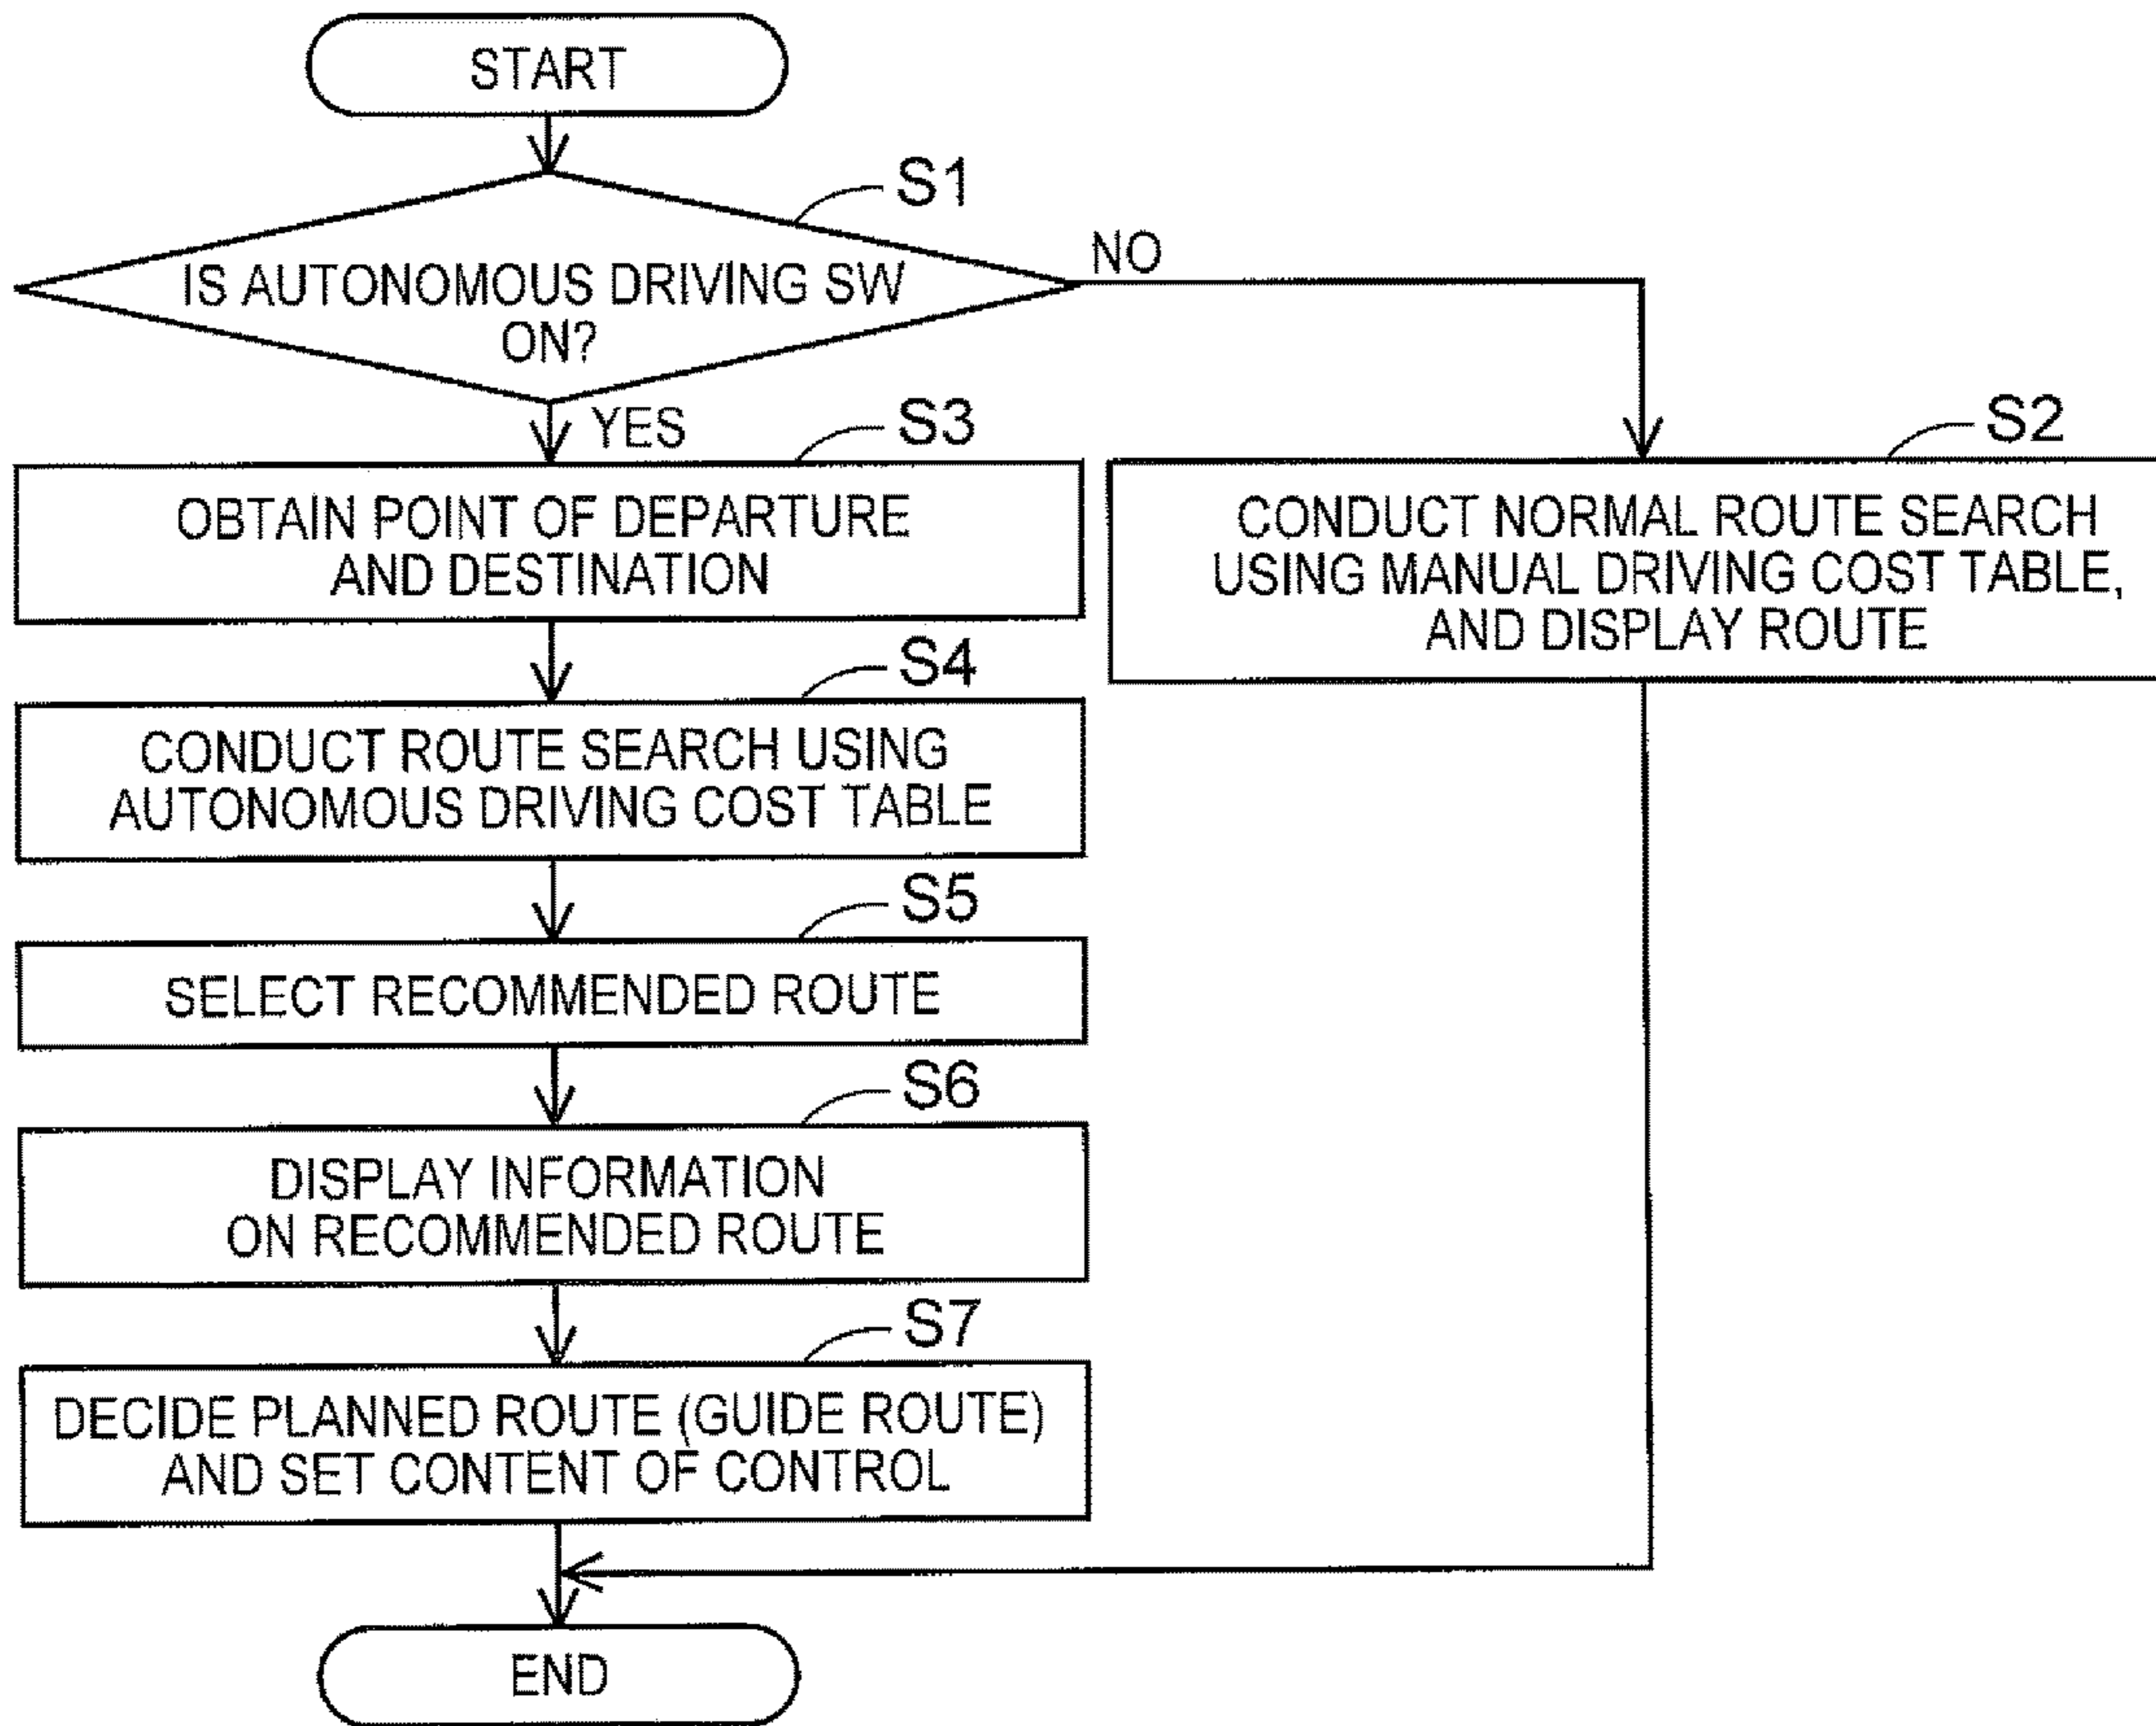 START
S1
IS AUTONOMOUS DRIVING SW
ON?
NO
YES
S3
OBTAIN POINT OF DEPARTURE
AND DESTINATION
S2
CONDUCT NORMAL ROUTE SEARCH
USING MANUAL DRIVING COST TABLE,
AND DISPLAY ROUTE
S4
CONDUCT ROUTE SEARCH USING
AUTONOMOUS DRIVING COST TABLE
S5
SELECT RECOMMENDED ROUTE
S6
DISPLAY INFORMATION
ON RECOMMENDED ROUTE
S7
DECIDE PLANNED ROUTE (GUIDE ROUTE)
AND SET CONTENT OF CONTROL
END